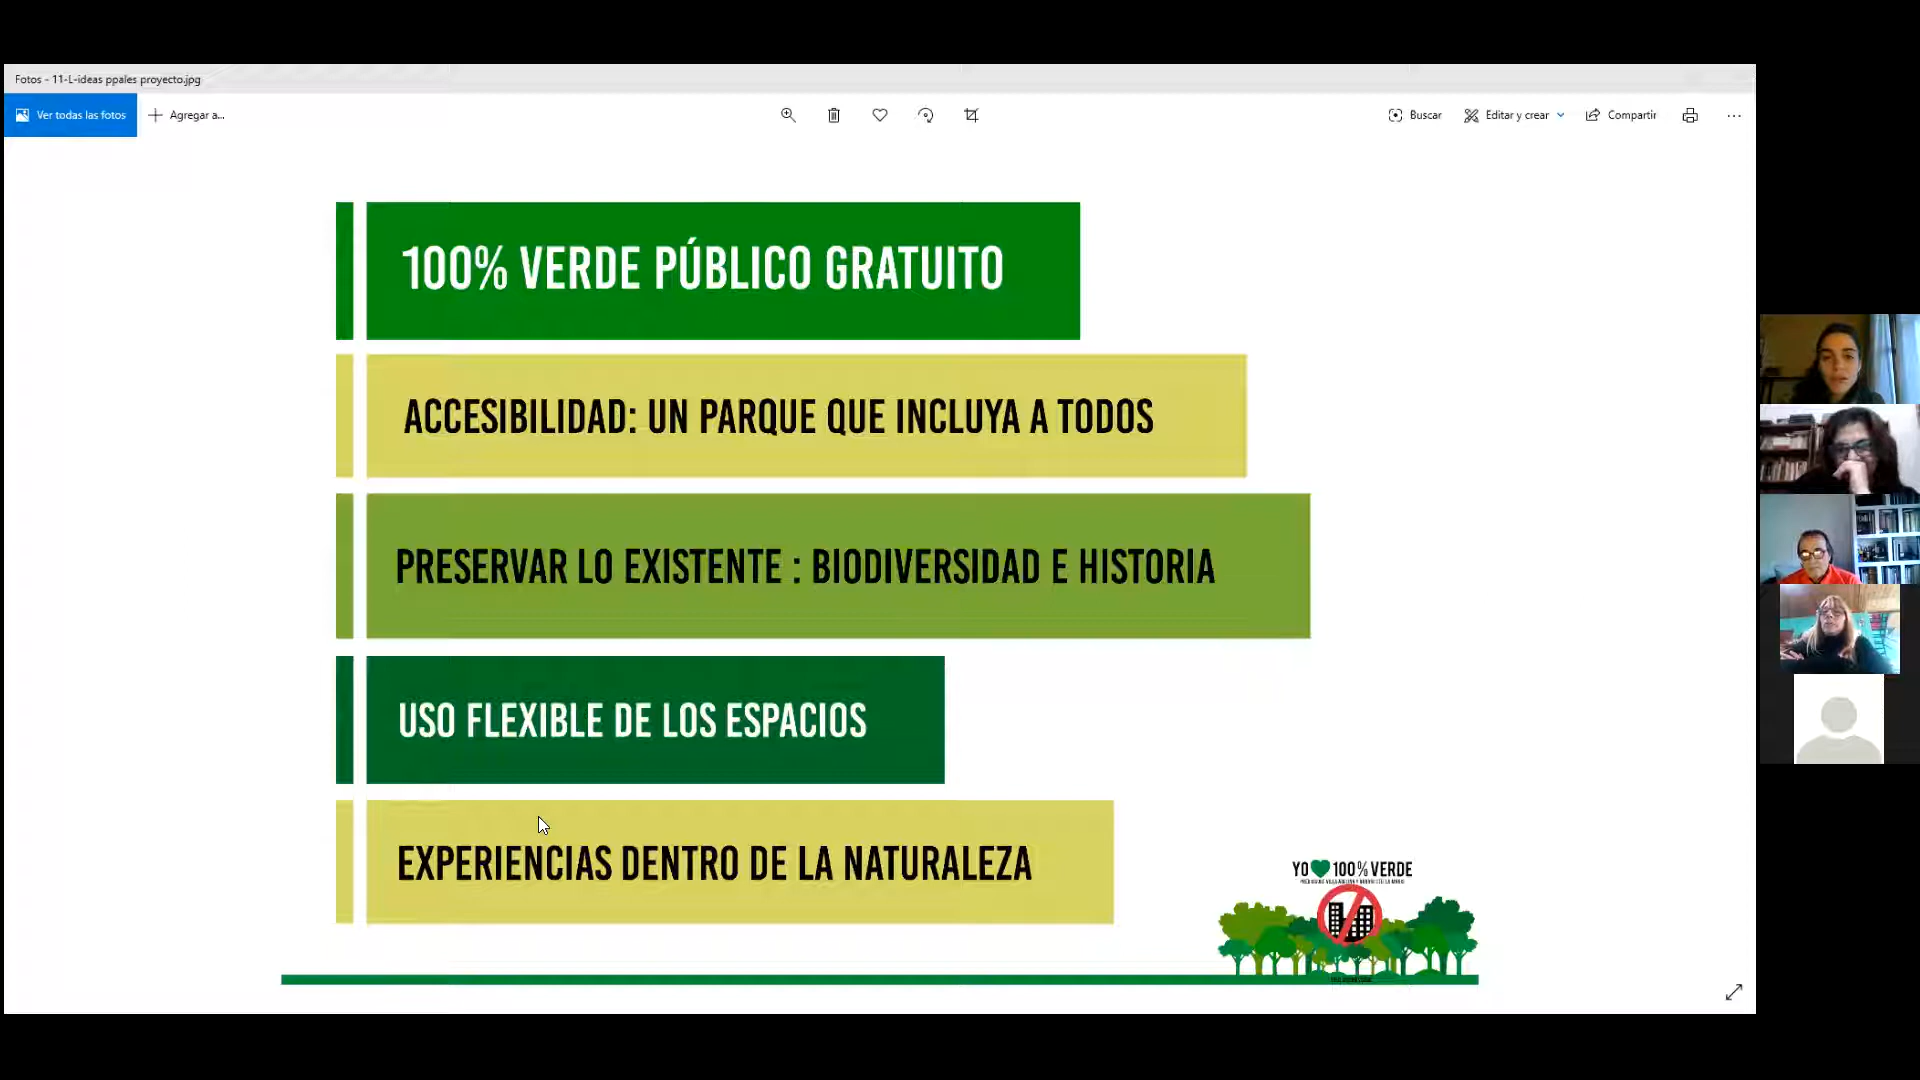 Fotos - 11-L-ideas ppales proyecto.jpg
Ver todas las fotos
Agregar a...
Buscar
Editar y crear
Compartir
100% VERDE PÚBLICO GRATUITO
ACCESIBILIDAD: UN PARQUE QUE INCLUYA A TODOS
PRESERVAR LO EXISTENTE : BIODIVERSIDAD E HISTORIA
USO FLEXIBLE DE LOS ESPACIOS
EXPERIENCIAS DENTRO DE LA NATURALEZA
YO 100% VERDE